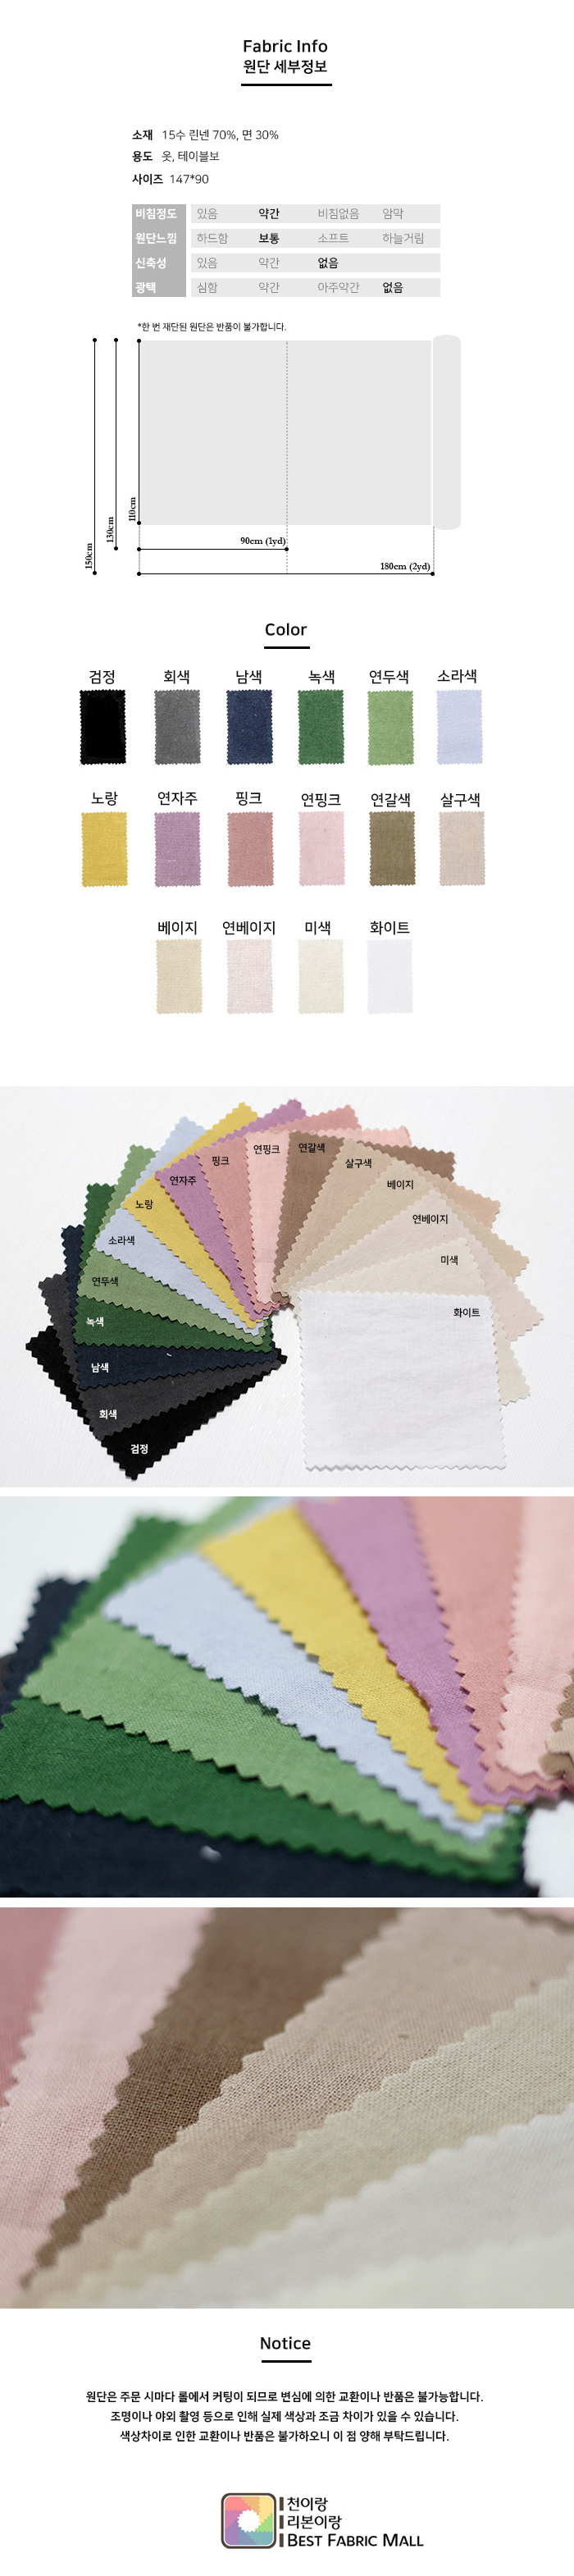 Fabric Info
원단 세부정보
소재 15수 린넨 70%, 면 30%
용도 옷, 테이블보
사이즈 147*90
비침정도 있음 약간 비침없음 암막
원단느낌 하드함 보통 소프트 하늘거림
신축성 있음 약간 없음
광택 심함 약간 아주약간 없음
*한 번 재단된 원단은 반품이 불가합니다.
150cm
130cm
110cm
90cm (1yd)
180cm (2yd)
Color
검정 회색 남색 녹색 연두색 소라색
노랑 연자주 핑크 연핑크 연갈색 살구색
베이지 연베이지 미색 화이트
연핑크
연갈색
핑크
살구색
연자주
베이지
노랑
연베이지
소라색
미색
연두색
화이트
녹색
남색
회색
검정
Notice
원단은 주문 시마다 롤에서 커팅이 되므로 변심에 의한 교환이나 반품은 불가능합니다.
조명이나 야외 촬영 등으로 인해 실제 색상과 조금 차이가 있을 수 있습니다.
색상차이로 인한 교환이나 반품은 불가하오니 이 점 양해 부탁드립니다.
천이랑
리본이랑
BEST FABRIC MALL